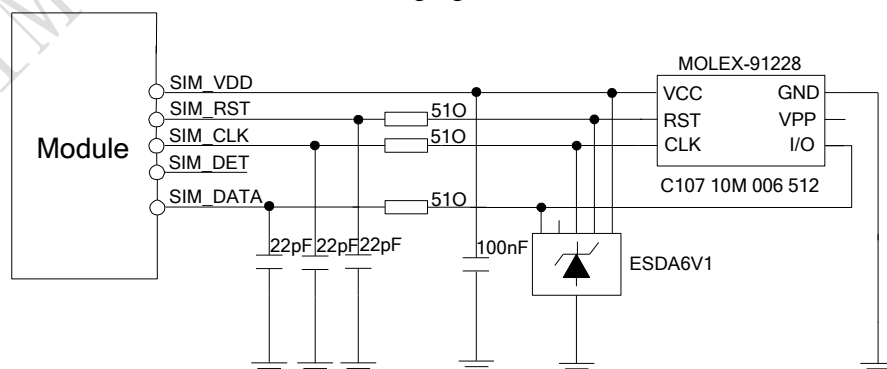 MOLEX-91228
SIM_VDD
SIM_RST
SIM_CLK
SIM_DET
SIM_DATA
Module
51O
51O
51O
VCC
GND
RST
VPP
CLK
I/O
C107 10M 006 512
22pF
22pF
22pF
100nF
ESDA6V1